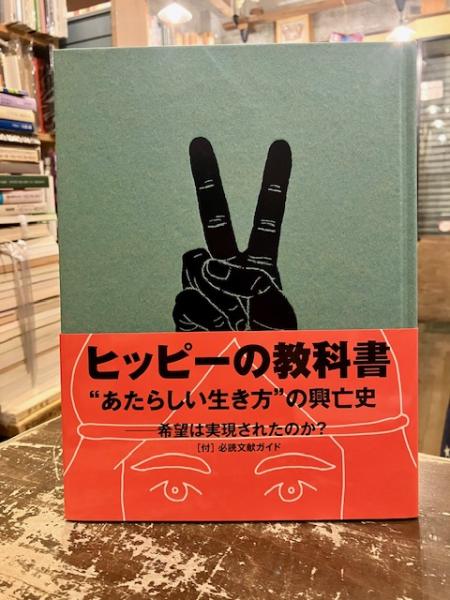 ヒッピーの教科書
“あたらしい生き方”の興亡史
——希望は実現されたのか?
[付] 必読文献ガイド